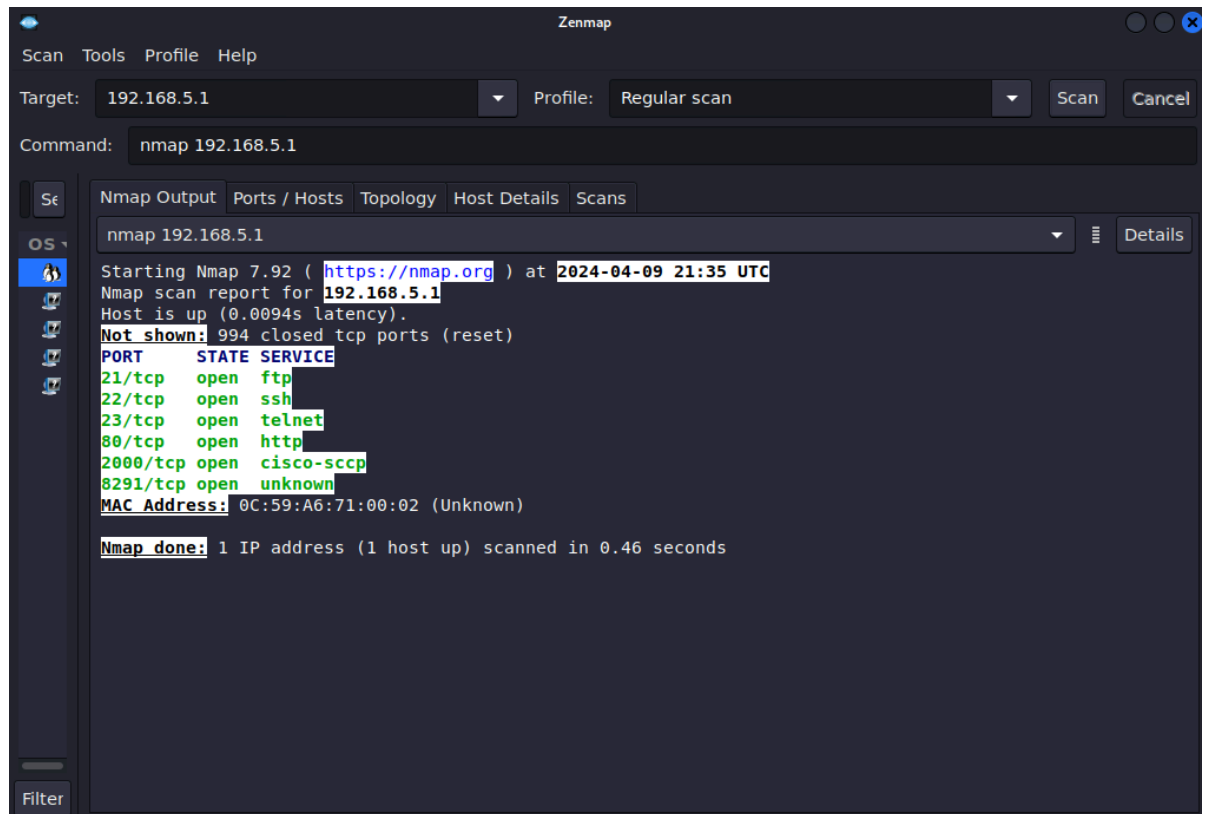 Zenmap
Scan Tools Profile Help
Target: 192.168.5.1 Profile: Regular scan Scan Cancel
Command: nmap 192.168.5.1
Nmap Output Ports / Hosts Topology Host Details Scans
nmap 192.168.5.1 Details
OS
Starting Nmap 7.92 ( https://nmap.org ) at 2024-04-09 21:35 UTC
Nmap scan report for 192.168.5.1
Host is up (0.0094s latency).
Not shown: 994 closed tcp ports (reset)
PORT     STATE SERVICE
21/tcp   open  ftp
22/tcp   open  ssh
23/tcp   open  telnet
80/tcp   open  http
2000/tcp open  cisco-sccp
8291/tcp open  unknown
MAC Address: 0C:59:A6:71:00:02 (Unknown)
Nmap done: 1 IP address (1 host up) scanned in 0.46 seconds
Filter